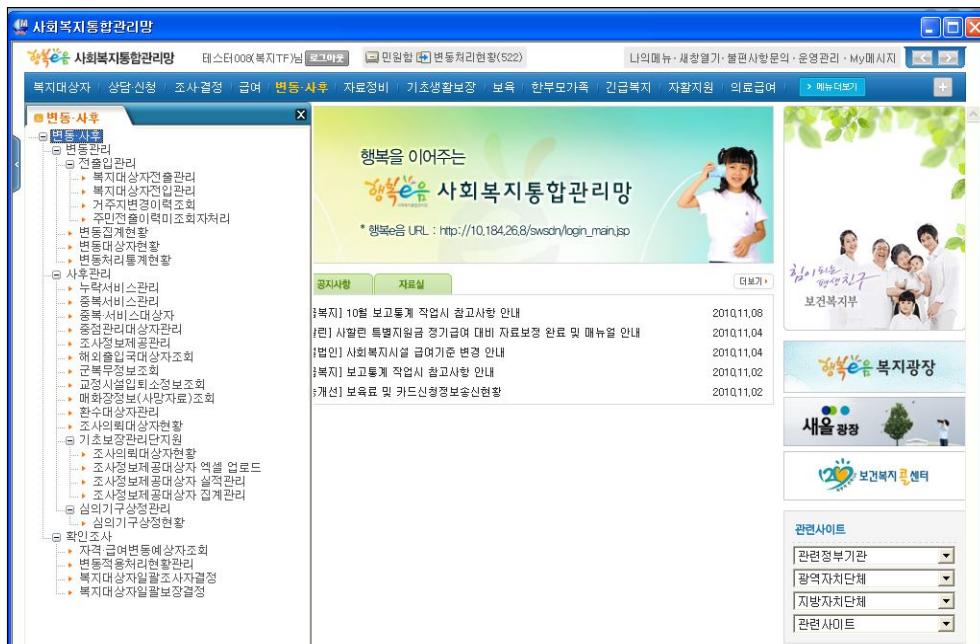 사회복지통합관리망
행복e음 사회복지통합관리망 테스터008(복지TF)님 로그아웃 민원함 변동처리현황(522) 나의메뉴 · 새창열기 · 불편사항문의 · 운영관리 · My메시지
복지대상자 상담·신청 조사·결정 급여 변동·사후 자료정비 기초생활보장 보육 한부모가족 긴급복지 자활지원 의료급여 > 메뉴더보기
변동·사후
변동·사후
변동관리
전출입관리
복지대상자전출관리
복지대상자전입관리
거주지변경이력조회
주민전출이력미조회자처리
변동집계현황
변동대상자현황
변동처리통계현황
사후관리
누락서비스관리
중복서비스관리
중복·서비스대상자
중점관리대상자관리
조사정보제공관리
해외출입국대상자조회
군복무정보조회
교정시설입퇴소정보조회
매화장정보(사망자료)조회
환수대상자관리
조사의뢰대상자현황
기초보장관리단지원
조사의뢰대상자현황
조사정보제공대상자 엑셀 업로드
조사정보제공대상자 실적관리
조사정보제공대상자 집계관리
심의기구상정관리
심의기구상정현황
확인조사
자격·급여변동예상자조회
변동적용처리현황관리
복지대상자일괄조사자결정
복지대상자일괄보장결정
행복을 이어주는
행복e음 사회복지통합관리망
* 행복e음 URL : http://10.184.26.8/swsdn/login_main.jsp
공지사항 자료실 더보기
복지] 10월 보고통계 작업시 참고사항 안내 2010.11.08
할린] 사할린 특별지원금 정기급여 대비 자료보정 완료 및 매뉴얼 안내 2010.11.04
법인] 사회복지시설 급여기준 변경 안내 2010.11.04
복지] 보고통계 작업시 참고사항 안내 2010.11.02
개선] 보육료 및 카드신청정보송신현황 2010.11.02
힘이 되는
평생친구
보건복지부
행복e음 복지광장
새올 광장
129 보건복지콜센터
관련사이트
관련정부기관
광역자치단체
지방자치단체
관련사이트